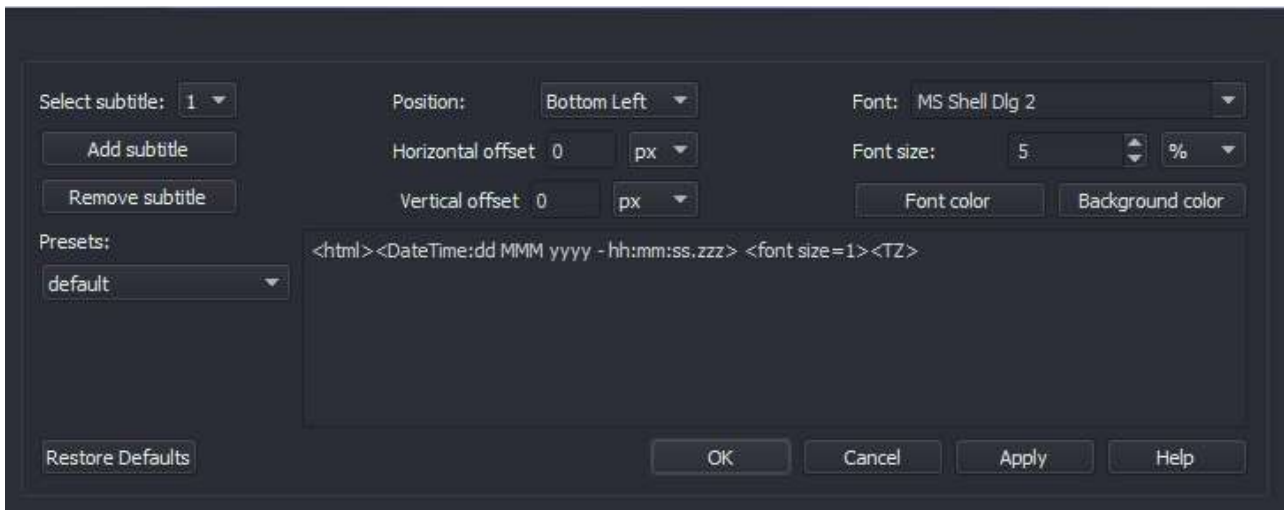 Select subtitle: 1 Position: Bottom Left Font: MS Shell Dlg 2
Add subtitle Horizontal offset 0 px Font size: 5 %
Remove subtitle Vertical offset 0 px Font color Background color
Presets:
default
<html><DateTime:dd MMM yyyy - hh:mm:ss.zzz> <font size=1><TZ>
Restore Defaults OK Cancel Apply Help